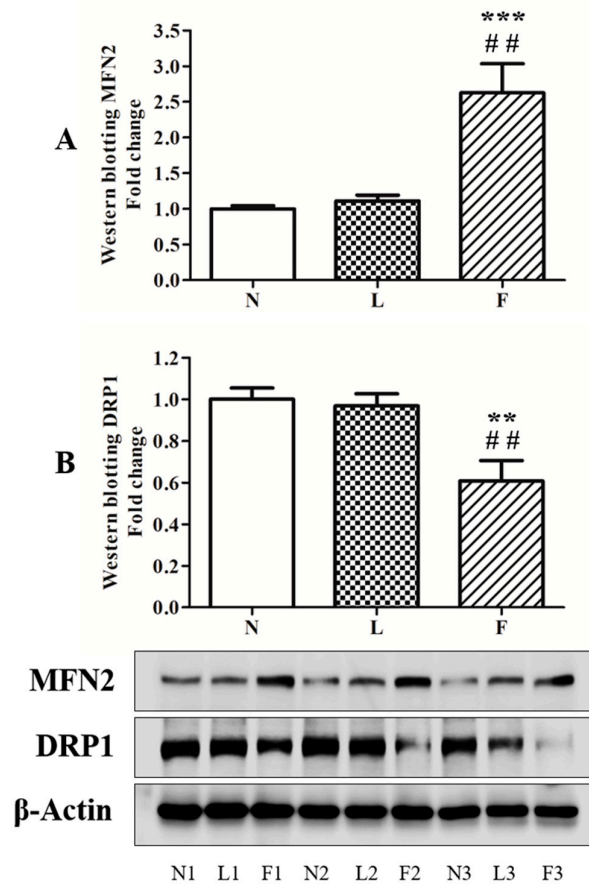 A
Western blotting MFN2
Fold change
3.5
3.0
2.5
2.0
1.5
1.0
0.5
0.0
***
# #
N
L
F
B
Western blotting DRP1
Fold change
1.2
1.0
0.8
0.6
0.4
0.2
0.0
**
# #
N
L
F
MFN2
DRP1
β-Actin
N1 L1 F1 N2 L2 F2 N3 L3 F3